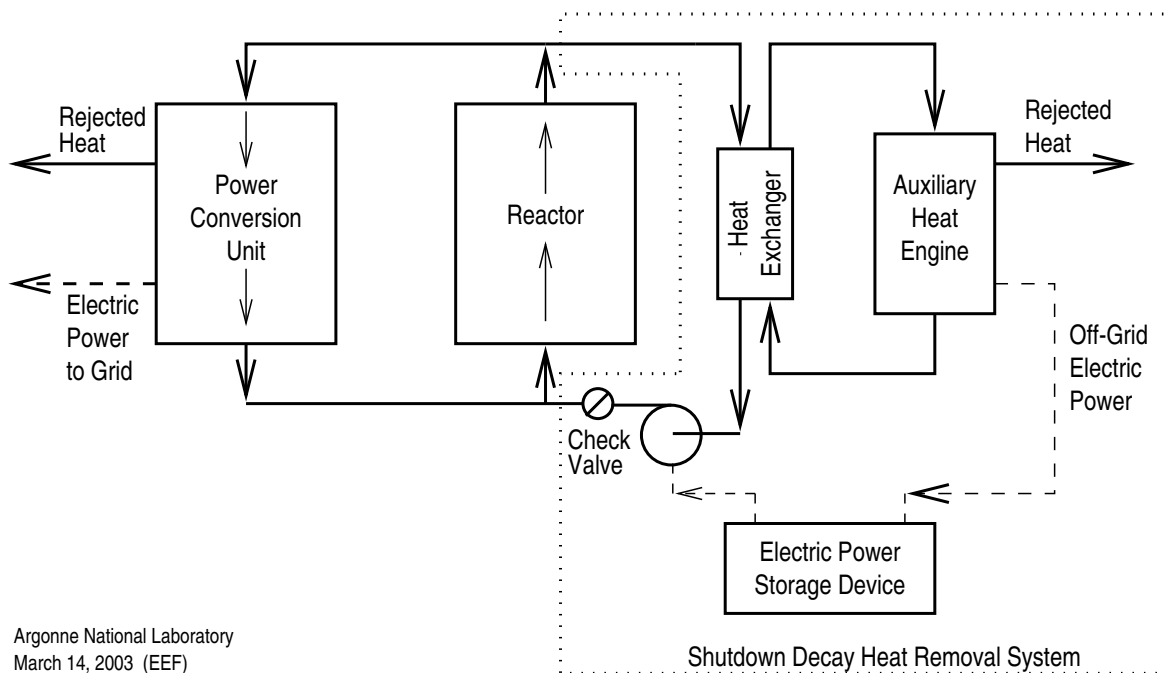 Rejected
Heat
Power
Conversion
Unit
Electric
Power
to Grid
Reactor
Heat
Exchanger
Auxiliary
Heat
Engine
Rejected
Heat
Off-Grid
Electric
Power
Check
Valve
Electric Power
Storage Device
Argonne National Laboratory
March 14, 2003 (EEF)
Shutdown Decay Heat Removal System